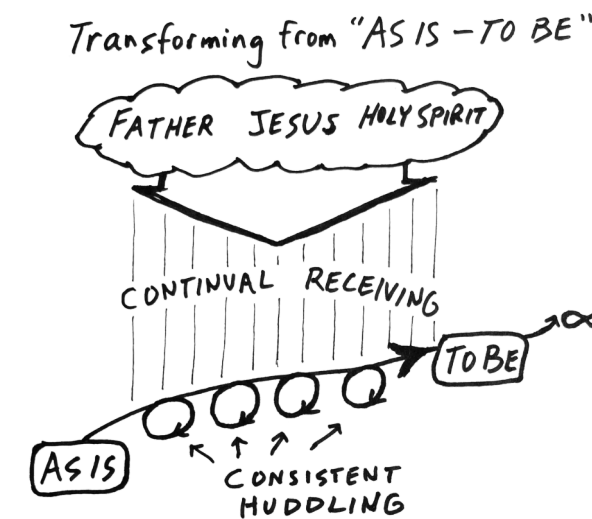 Transforming from "AS IS – TO BE"
FATHER JESUS HOLY SPIRIT
CONTINUAL RECEIVING
TO BE
AS IS
CONSISTENT
HUDDLING